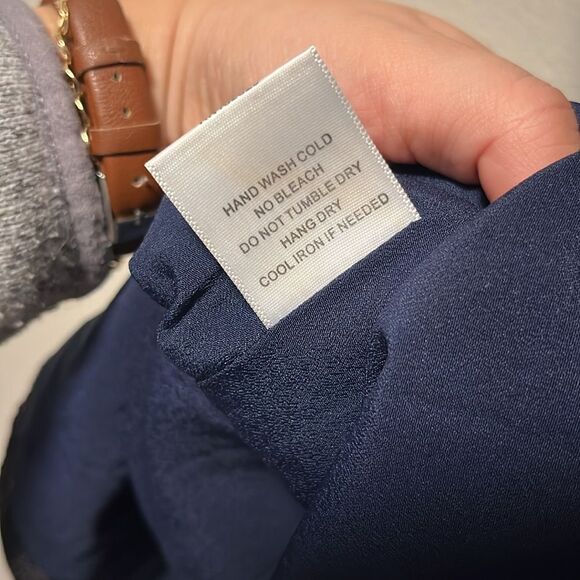 HAND WASH COLD
NO BLEACH
DO NOT TUMBLE DRY
HANG DRY
COOL IRON IF NEEDED